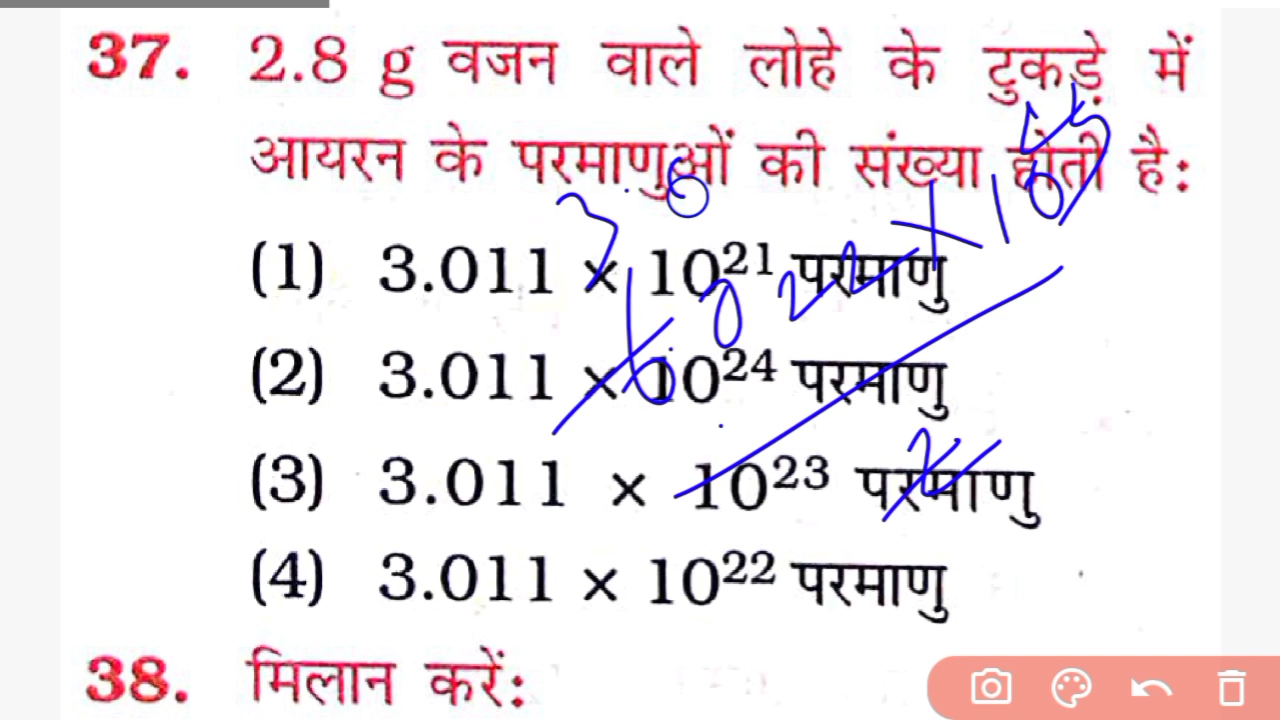 37. 2.8 g वजन वाले लोहे के टुकड़े में
आयरन के परमाणुओं की संख्या होती है:
(1) 3.011 × 10²¹ परमाणु
(2) 3.011 × 10²⁴ परमाणु
(3) 3.011 × 10²³ परमाणु
(4) 3.011 × 10²² परमाणु
38. मिलान करें: